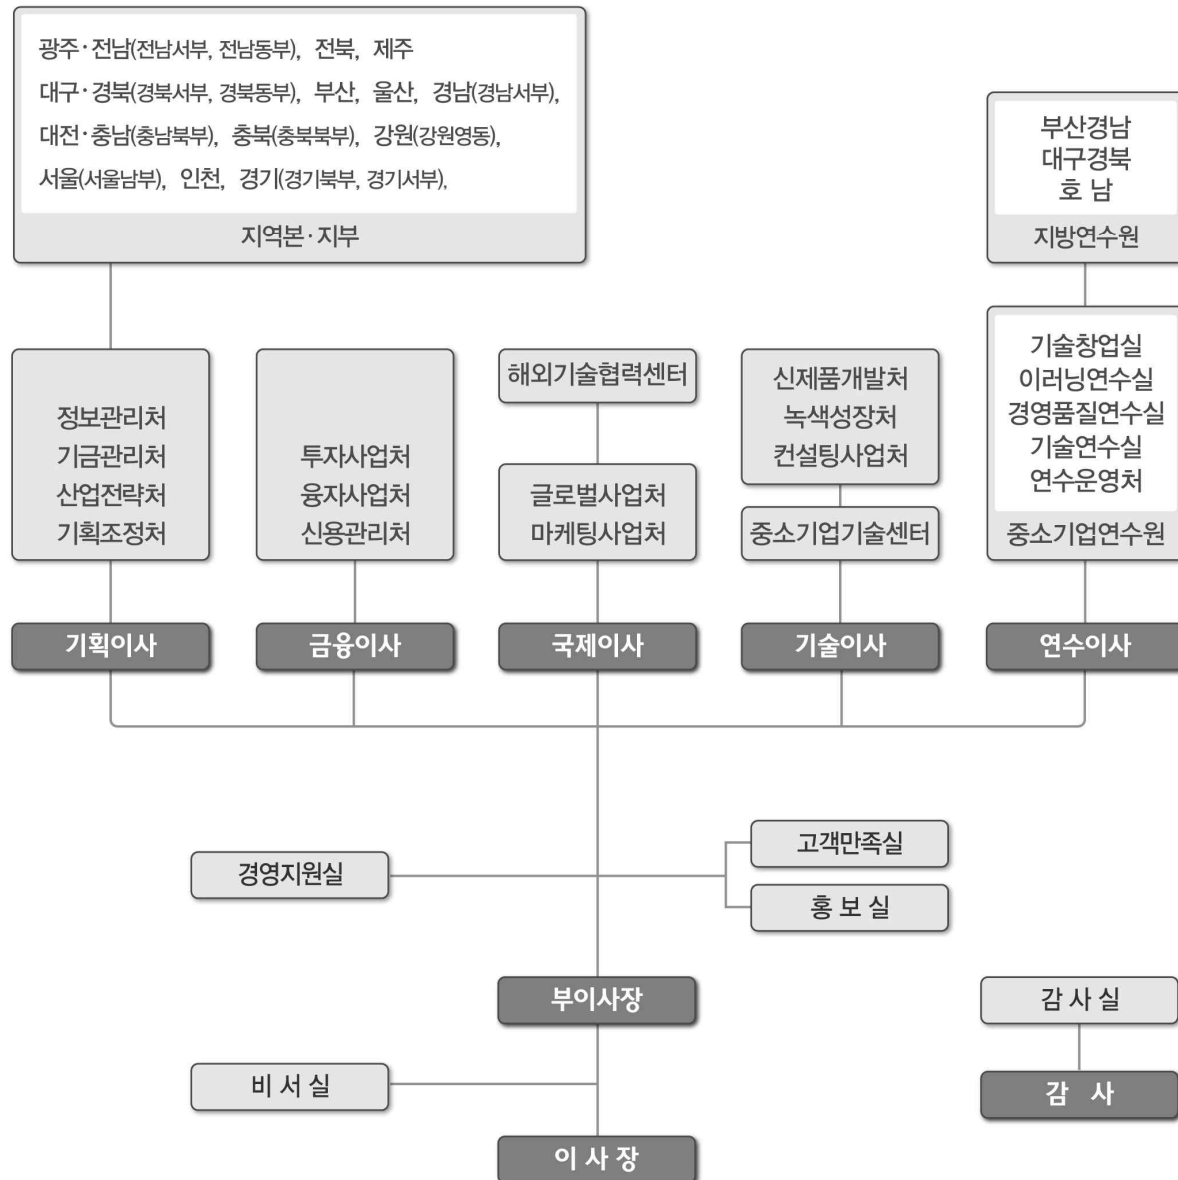 광주·전남(전남서부, 전남동부), 전북, 제주
대구·경북(경북서부, 경북동부), 부산, 울산, 경남(경남서부),
대전·충남(충남북부), 충북(충북북부), 강원(강원영동),
서울(서울남부), 인천, 경기(경기북부, 경기서부),
지역본·지부
부산경남
대구경북
호 남
지방연수원
정보관리처
기금관리처
산업전략처
기획조정처
투자사업처
융자사업처
신용관리처
해외기술협력센터
글로벌사업처
마케팅사업처
신제품개발처
녹색성장처
컨설팅사업처
중소기업기술센터
기술창업실
이러닝연수실
경영품질연수실
기술연수실
연수운영처
중소기업연수원
기획이사
금융이사
국제이사
기술이사
연수이사
경영지원실
고객만족실
홍 보 실
부이사장
감 사 실
비 서 실
감 사
이 사 장